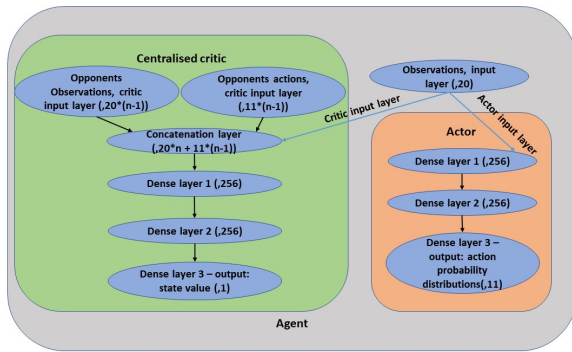 Centralised critic
Opponents
Observations, critic
input layer (,20*(n-1))
Opponents actions,
critic input layer
(,11*(n-1))
Observations, input
layer (,20)
Critic input layer
Actor input layer
Concatenation layer
(,20*n + 11*(n-1))
Dense layer 1 (,256)
Dense layer 2 (,256)
Dense layer 3 – output:
state value (,1)
Actor
Dense layer 1 (,256)
Dense layer 2 (,256)
Dense layer 3 –
output: action
probability
distributions(,11)
Agent